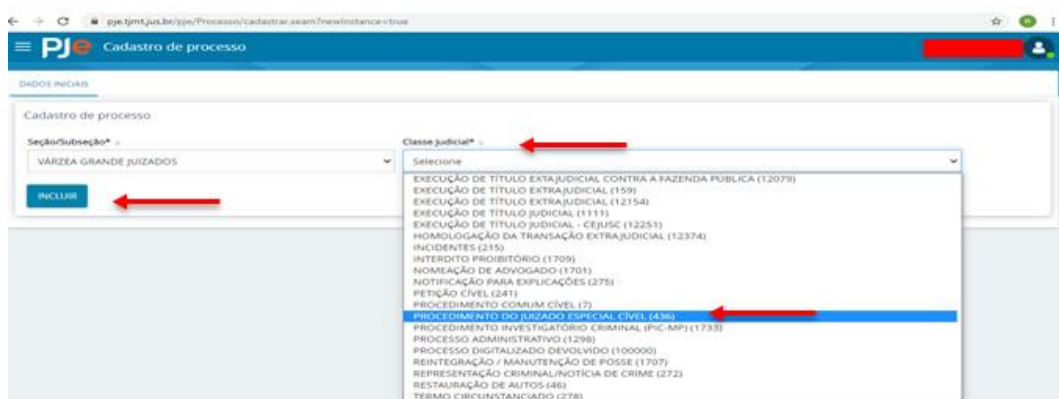 pje.tjmt.jus.br/pje/Processo/cadastrar.seam?newInstance=true
PJe Cadastro de processo
DADOS INICIAIS
Cadastro de processo
Seção/Subseção*
Classe Judicial*
VÁRZEA GRANDE JUIZADOS
Selecione
INCLUIR
EXECUÇÃO DE TÍTULO EXTAJUDICIAL CONTRA A FAZENDA PÚBLICA (12079)
EXECUÇÃO DE TÍTULO EXTRAJUDICIAL (159)
EXECUÇÃO DE TÍTULO EXTRAJUDICIAL (12154)
EXECUÇÃO DE TÍTULO JUDICIAL (1111)
EXECUÇÃO DE TÍTULO JUDICIAL - CEJUSC (12251)
HOMOLOGAÇÃO DA TRANSAÇÃO EXTRAJUDICIAL (12374)
INCIDENTES (215)
INTERDITO PROIBITÓRIO (1709)
NOMEAÇÃO DE ADVOGADO (1701)
NOTIFICAÇÃO PARA EXPLICAÇÕES (275)
PETIÇÃO CÍVEL (241)
PROCEDIMENTO COMUM CÍVEL (7)
PROCEDIMENTO DO JUIZADO ESPECIAL CÍVEL (436)
PROCEDIMENTO INVESTIGATÓRIO CRIMINAL (PIC-MP) (1733)
PROCESSO ADMINISTRATIVO (1298)
PROCESSO DIGITALIZADO DEVOLVIDO (100000)
REINTEGRAÇÃO / MANUTENÇÃO DE POSSE (1707)
REPRESENTAÇÃO CRIMINAL/NOTÍCIA DE CRIME (272)
RESTAURAÇÃO DE AUTOS (46)
TERMO CIRCUNSTANCIADO (278)